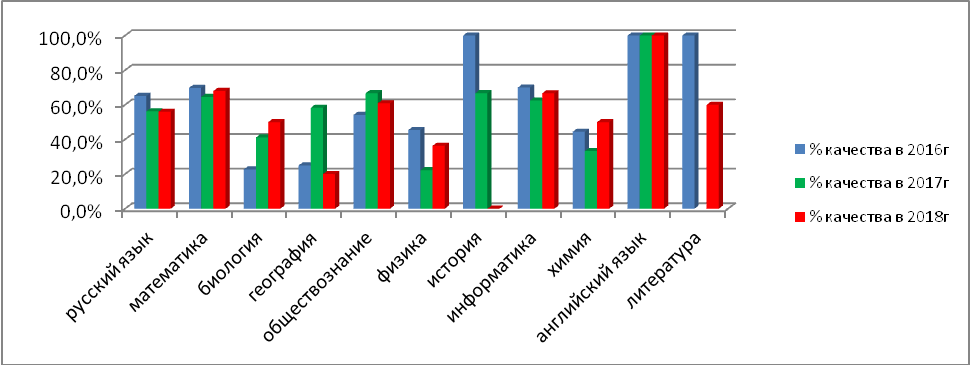 100,0%
80,0%
60,0%
40,0%
20,0%
0,0%
русский язык
математика
биология
география
обществознание
физика
история
информатика
химия
английский язык
литература
% качества в 2016г
% качества в 2017г
% качества в 2018г